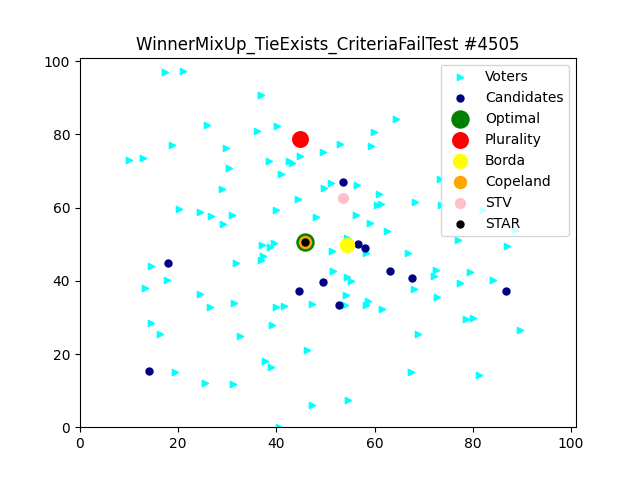 WinnerMixUp_TieExists_CriteriaFailTest #4505
100
80
60
40
20
0
0
20
40
60
80
100
Voters
Candidates
Optimal
Plurality
Borda
Copeland
STV
STAR